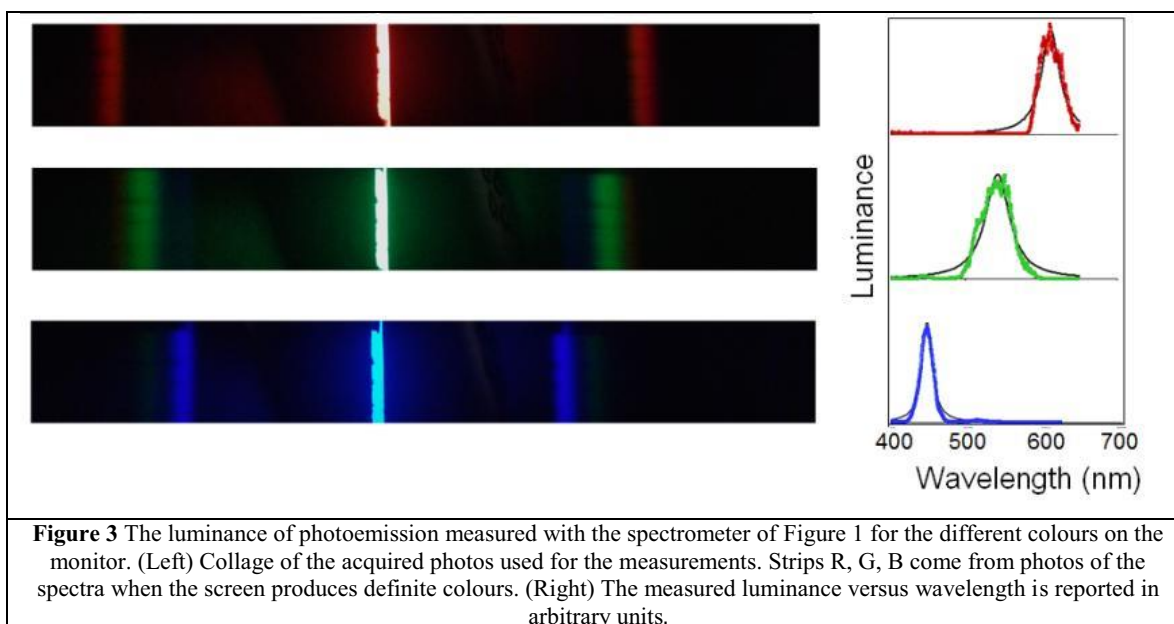 Luminance
400 500 600 700
Wavelength (nm)
Figure 3 The luminance of photoemission measured with the spectrometer of Figure 1 for the different colours on the
monitor. (Left) Collage of the acquired photos used for the measurements. Strips R, G, B come from photos of the
spectra when the screen produces definite colours. (Right) The measured luminance versus wavelength is reported in
arbitrary units.